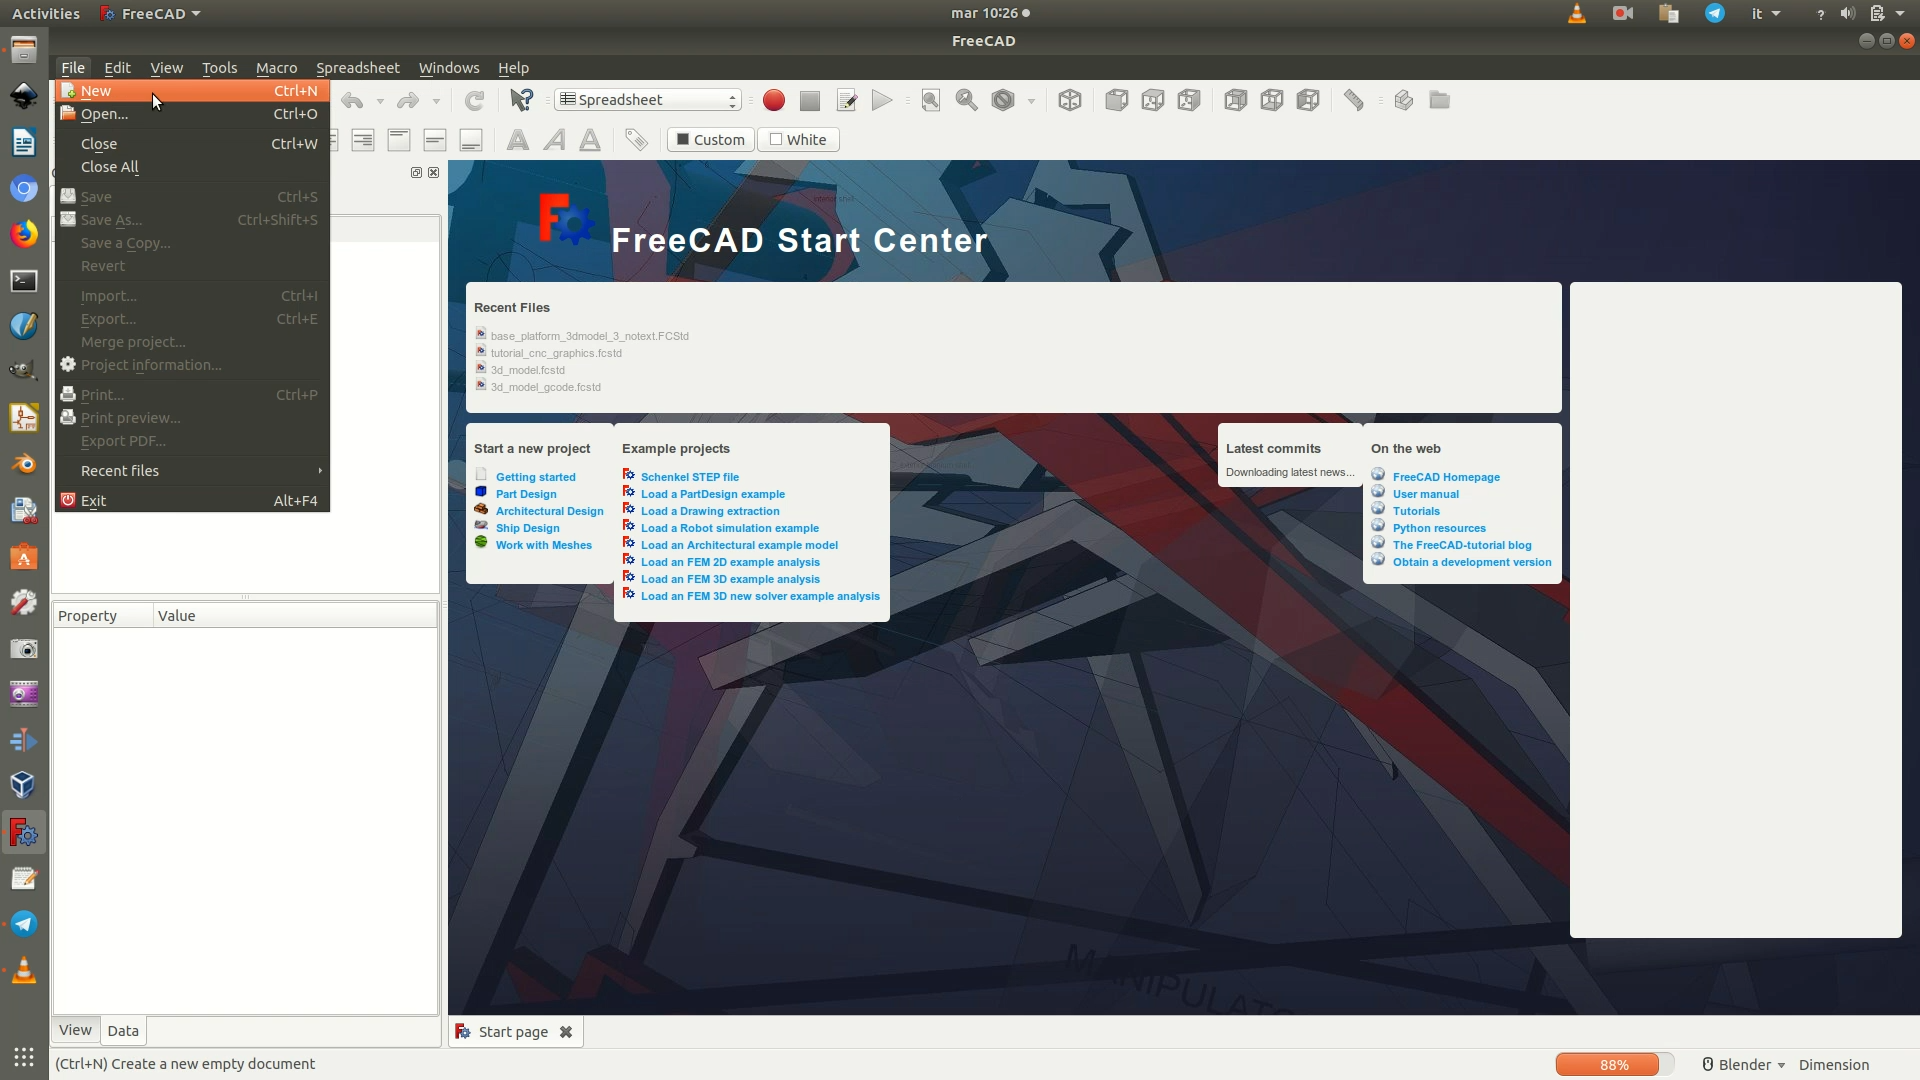 Activities FreeCAD mar 10:26 it ?
FreeCAD
File Edit View Tools Macro Spreadsheet Windows Help
New Ctrl+N
Open... Ctrl+O
Close Ctrl+W
Close All
Save Ctrl+S
Save As... Ctrl+Shift+S
Save a Copy...
Revert
Import... Ctrl+I
Export... Ctrl+E
Merge project...
Project information...
Print... Ctrl+P
Print preview...
Export PDF...
Recent files
Exit Alt+F4
Spreadsheet
Custom White
FreeCAD Start Center
Recent Files
base_platform_3dmodel_3_notext.FCStd
tutorial_cnc_graphics.fcstd
3d_model.fcstd
3d_model_gcode.fcstd
Start a new project
Getting started
Part Design
Architectural Design
Ship Design
Work with Meshes
Example projects
Schenkel STEP file
Load a PartDesign example
Load a Drawing extraction
Load a Robot simulation example
Load an Architectural example model
Load an FEM 2D example analysis
Load an FEM 3D example analysis
Load an FEM 3D new solver example analysis
Latest commits
Downloading latest news...
On the web
FreeCAD Homepage
User manual
Tutorials
Python resources
The FreeCAD-tutorial blog
Obtain a development version
Property Value
View Data
Start page
(Ctrl+N) Create a new empty document
88% Blender Dimension